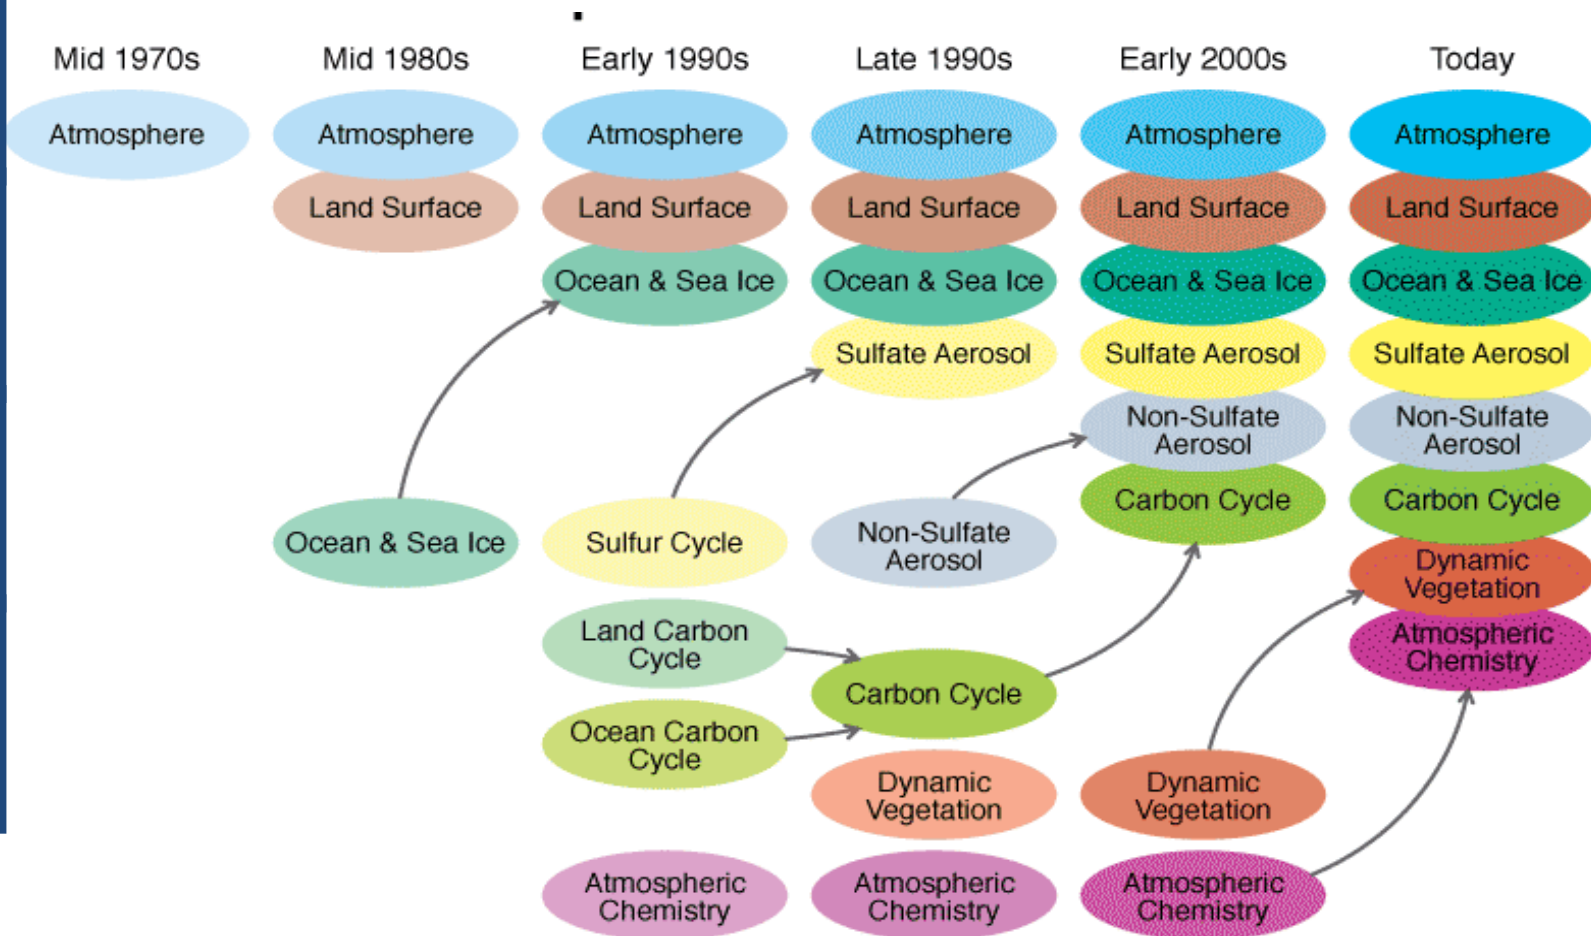 Mid 1970s
Mid 1980s
Early 1990s
Late 1990s
Early 2000s
Today
Atmosphere
Atmosphere
Atmosphere
Atmosphere
Atmosphere
Atmosphere
Land Surface
Land Surface
Land Surface
Land Surface
Land Surface
Ocean & Sea Ice
Ocean & Sea Ice
Ocean & Sea Ice
Ocean & Sea Ice
Sulfate Aerosol
Sulfate Aerosol
Sulfate Aerosol
Non-Sulfate
Aerosol
Non-Sulfate
Aerosol
Carbon Cycle
Carbon Cycle
Ocean & Sea Ice
Sulfur Cycle
Non-Sulfate
Aerosol
Dynamic
Vegetation
Land Carbon
Cycle
Atmospheric
Chemistry
Carbon Cycle
Ocean Carbon
Cycle
Dynamic
Vegetation
Dynamic
Vegetation
Atmospheric
Chemistry
Atmospheric
Chemistry
Atmospheric
Chemistry